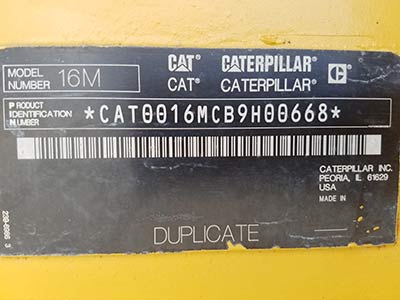 MODEL NUMBER 16M
CAT CATERPILLAR C
CAT® CATERPILLAR®
PRODUCT IDENTIFICATION NUMBER *CAT0016MCB9H00668*
CATERPILLAR INC.
PEORIA, IL 61629
USA
MADE IN
DUPLICATE